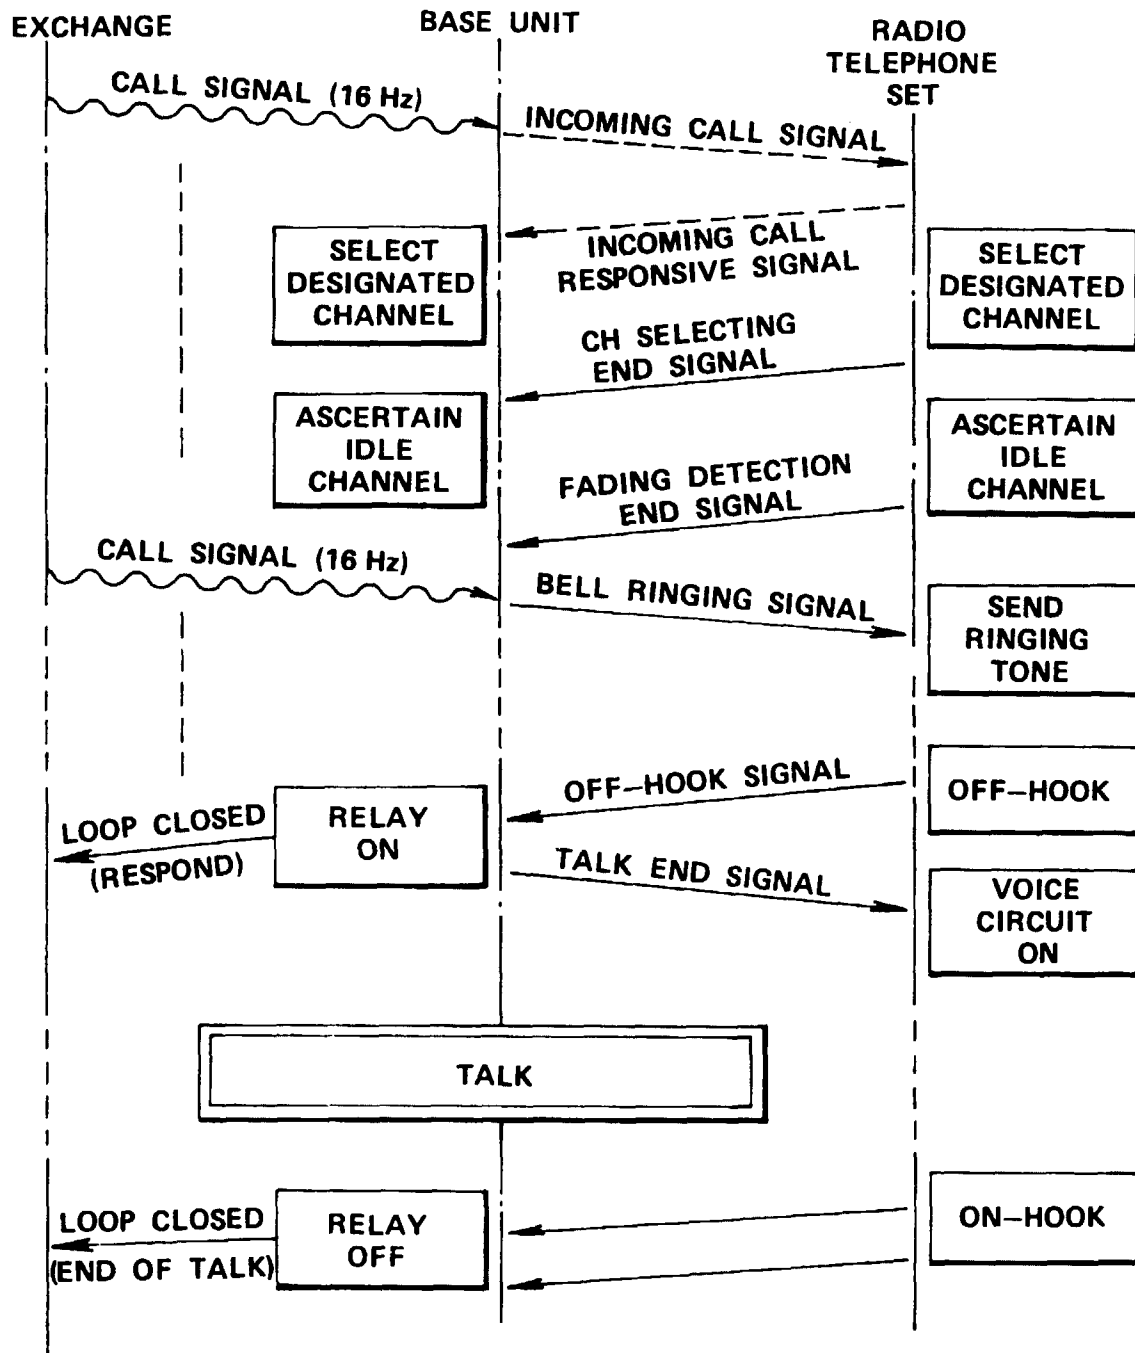 EXCHANGE
BASE UNIT
RADIO
TELEPHONE
SET
CALL SIGNAL (16 Hz)
INCOMING CALL SIGNAL
INCOMING CALL
RESPONSIVE SIGNAL
SELECT
DESIGNATED
CHANNEL
SELECT
DESIGNATED
CHANNEL
CH SELECTING
END SIGNAL
ASCERTAIN
IDLE
CHANNEL
ASCERTAIN
IDLE
CHANNEL
FADING DETECTION
END SIGNAL
CALL SIGNAL (16 Hz)
BELL RINGING SIGNAL
SEND
RINGING
TONE
OFF-HOOK SIGNAL
OFF-HOOK
LOOP CLOSED
(RESPOND)
RELAY
ON
TALK END SIGNAL
VOICE
CIRCUIT
ON
TALK
LOOP CLOSED
(END OF TALK)
RELAY
OFF
ON-HOOK